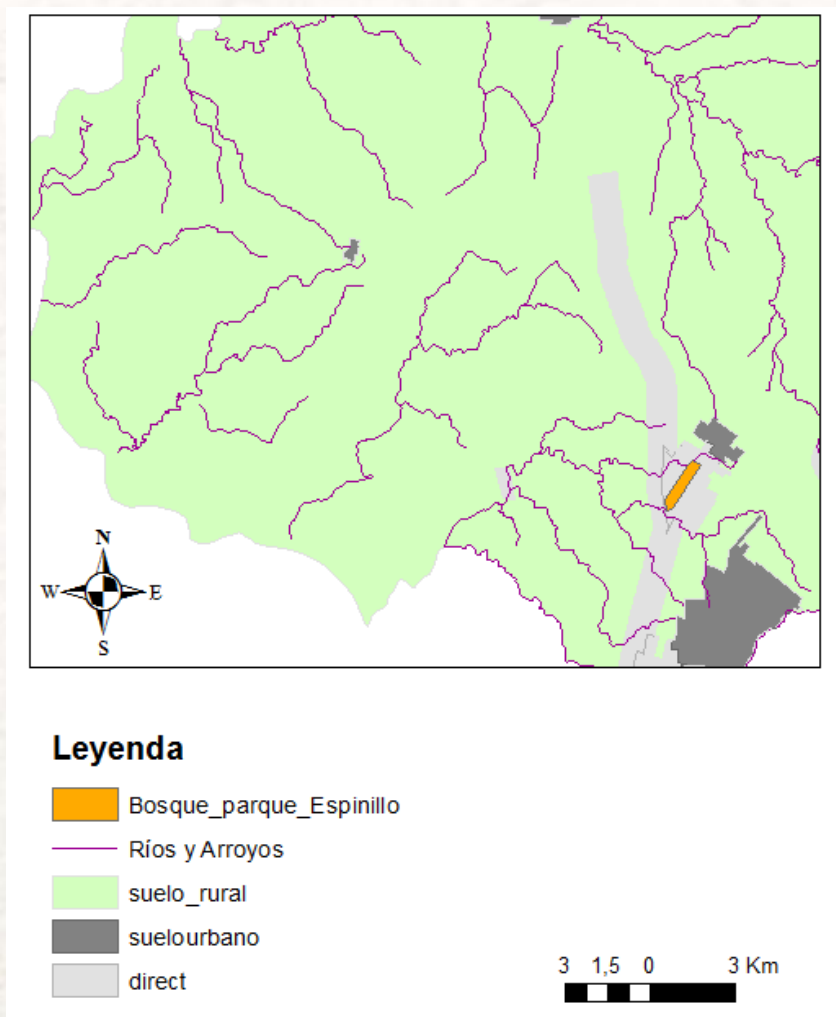 N
W E
S
Leyenda
Bosque_parque_Espinillo
Ríos y Arroyos
suelo_rural
suelourbano
direct
3 1,5 0 3 Km